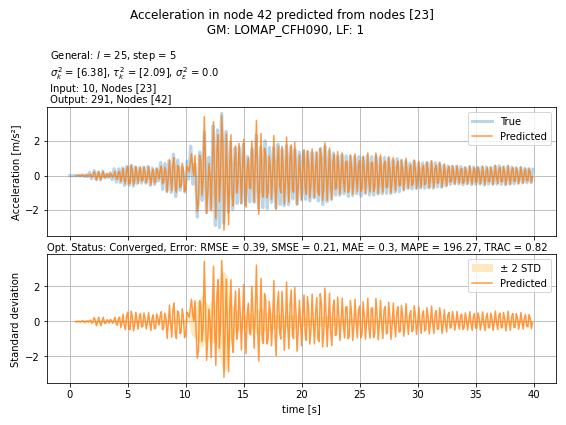 Acceleration in node 42 predicted from nodes [23]
GM: LOMAP_CFH090, LF: 1
General: l = 25, step = 5
σ²ₖ = [6.38], τ²ₖ = [2.09], σ²ε = 0.0
Input: 10, Nodes [23]
Output: 291, Nodes [42]
True
Predicted
Acceleration [m/s²]
2
0
−2
Opt. Status: Converged, Error: RMSE = 0.39, SMSE = 0.21, MAE = 0.3, MAPE = 196.27, TRAC = 0.82
± 2 STD
Predicted
Standard deviation
2
0
−2
0 5 10 15 20 25 30 35 40
time [s]